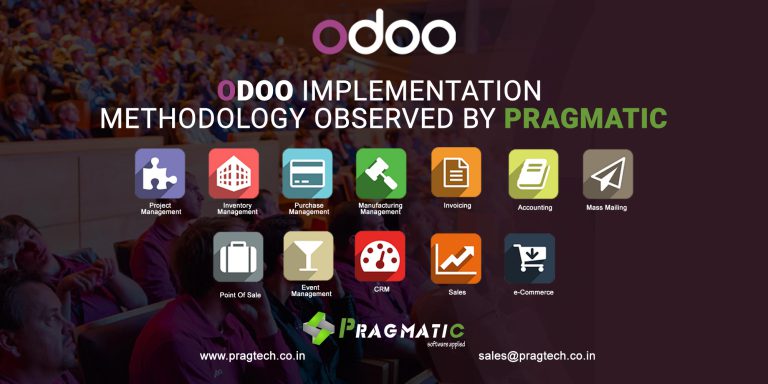 odoo
ODOO IMPLEMENTATION
METHODOLOGY OBSERVED BY PRAGMATIC
Project Management
Inventory Management
Purchase Management
Manufacturing Management
Invoicing
Accounting
Mass Mailing
Point Of Sale
Event Management
CRM
Sales
e-Commerce
PRAGMATIC
software applied
www.pragtech.co.in
sales@pragtech.co.in